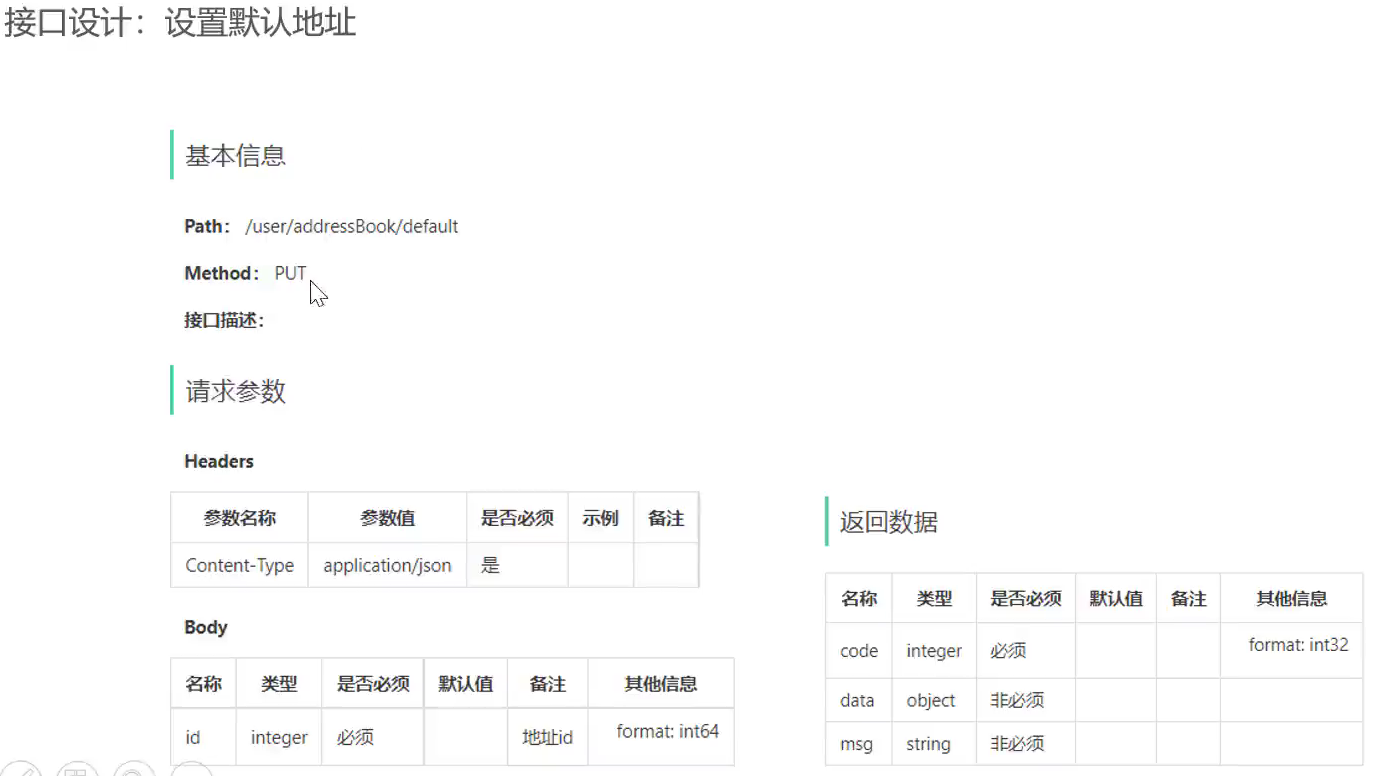 接口设计：设置默认地址
基本信息
Path： /user/addressBook/default
Method： PUT
接口描述：
请求参数
Headers
参数名称 参数值 是否必须 示例 备注
Content-Type application/json 是
Body
名称 类型 是否必须 默认值 备注 其他信息
id integer 必须 地址id format: int64
返回数据
名称 类型 是否必须 默认值 备注 其他信息
code integer 必须 format: int32
data object 非必须
msg string 非必须